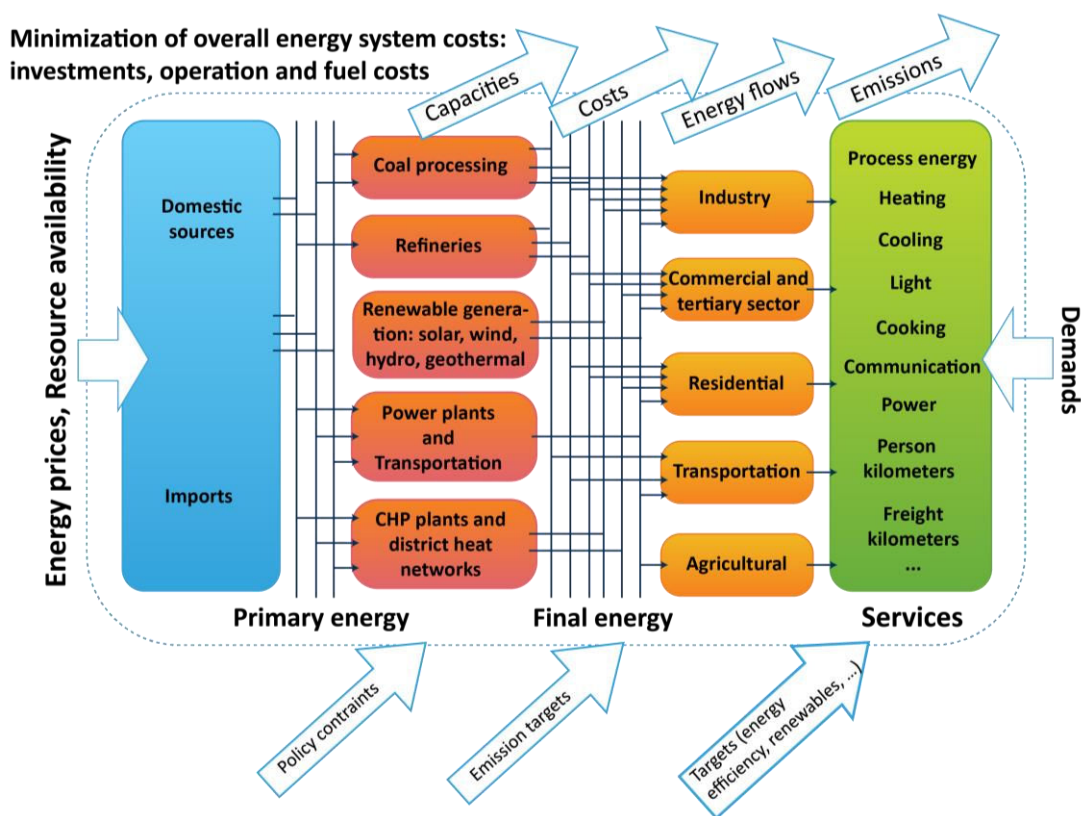 Minimization of overall energy system costs:
investments, operation and fuel costs
Capacities
Costs
Energy flows
Emissions
Energy prices, Resource availability
Domestic
sources
Imports
Coal processing
Refineries
Renewable genera-
tion: solar, wind,
hydro, geothermal
Power plants
and
Transportation
CHP plants and
district heat
networks
Industry
Commercial and
tertiary sector
Residential
Transportation
Agricultural
Process energy
Heating
Cooling
Light
Cooking
Communication
Power
Person
kilometers
Freight
kilometers
...
Demands
Primary energy
Final energy
Services
Policy contraints
Emission targets
Targets (energy
efficiency, renewables, ...)